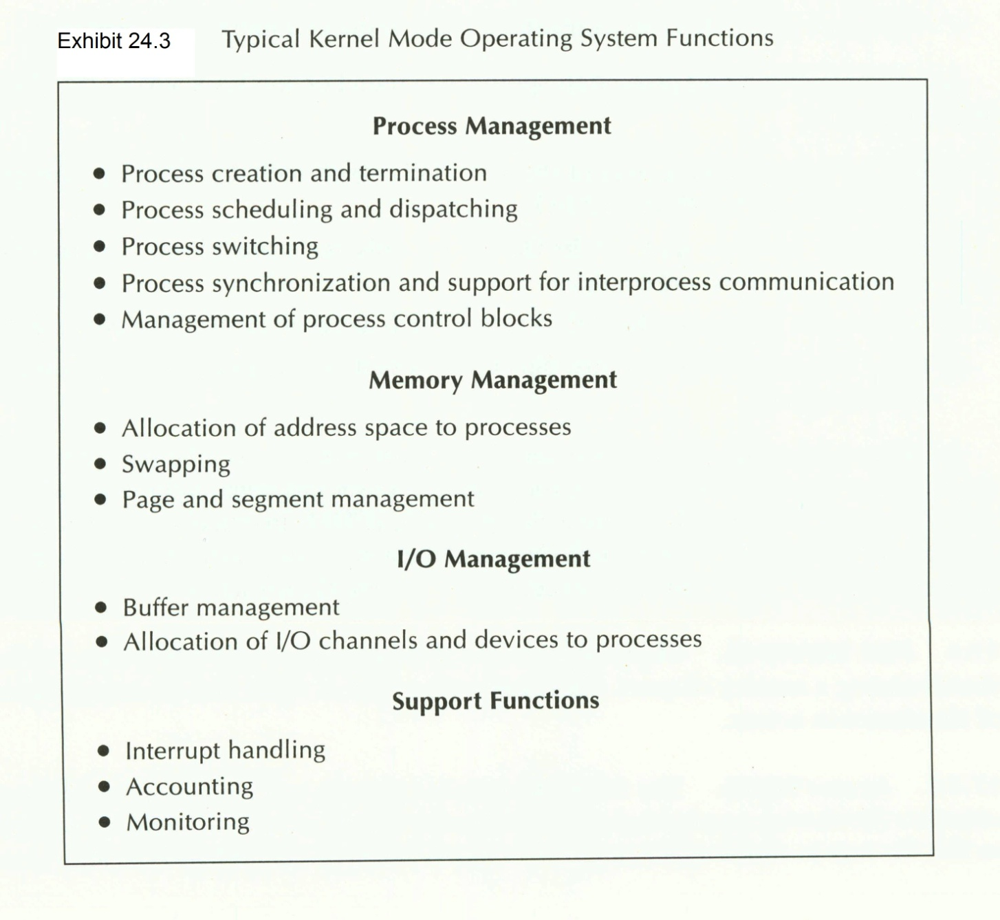 Exhibit 24.3 Typical Kernel Mode Operating System Functions
Process Management
● Process creation and termination
● Process scheduling and dispatching
● Process switching
● Process synchronization and support for interprocess communication
● Management of process control blocks
Memory Management
● Allocation of address space to processes
● Swapping
● Page and segment management
I/O Management
● Buffer management
● Allocation of I/O channels and devices to processes
Support Functions
● Interrupt handling
● Accounting
● Monitoring